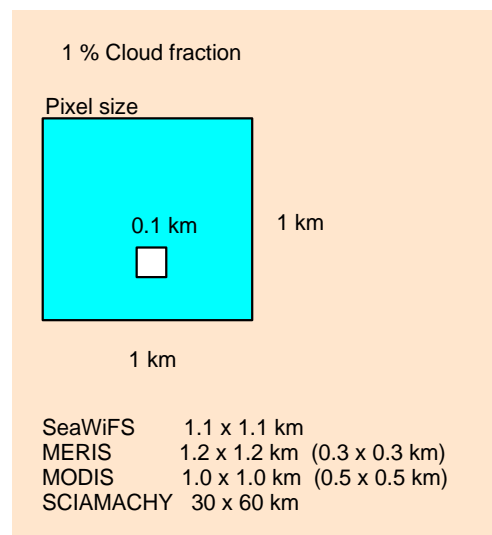 1 % Cloud fraction
Pixel size
0.1 km
1 km
1 km
SeaWiFS 1.1 x 1.1 km
MERIS 1.2 x 1.2 km (0.3 x 0.3 km)
MODIS 1.0 x 1.0 km (0.5 x 0.5 km)
SCIAMACHY 30 x 60 km